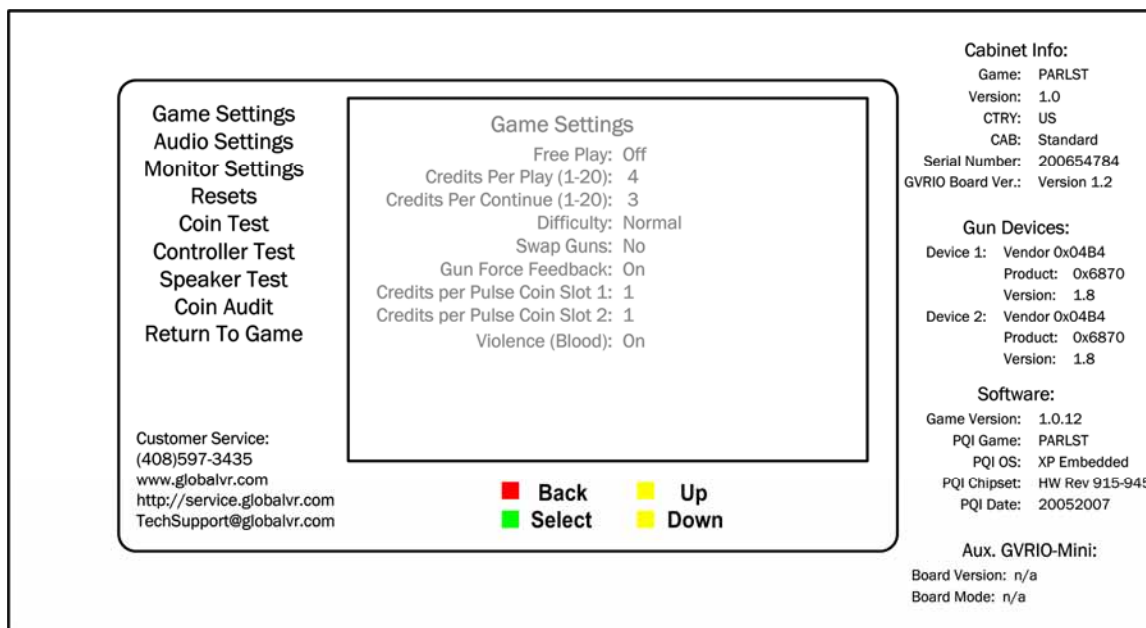 Game Settings
Audio Settings
Monitor Settings
Resets
Coin Test
Controller Test
Speaker Test
Coin Audit
Return To Game
Customer Service:
(408)597-3435
www.globalvr.com
http://service.globalvr.com
TechSupport@globalvr.com
Game Settings
Free Play: Off
Credits Per Play (1-20): 4
Credits Per Continue (1-20): 3
Difficulty: Normal
Swap Guns: No
Gun Force Feedback: On
Credits per Pulse Coin Slot 1: 1
Credits per Pulse Coin Slot 2: 1
Violence (Blood): On
Back Up
Select Down
Cabinet Info:
Game: PARLST
Version: 1.0
CTRY: US
CAB: Standard
Serial Number: 200654784
GVRIO Board Ver.: Version 1.2
Gun Devices:
Device 1: Vendor 0x04B4
Product: 0x6870
Version: 1.8
Device 2: Vendor 0x04B4
Product: 0x6870
Version: 1.8
Software:
Game Version: 1.0.12
PQI Game: PARLST
PQI OS: XP Embedded
PQI Chipset: HW Rev 915-945
PQI Date: 20052007
Aux. GVRIO-Mini:
Board Version: n/a
Board Mode: n/a